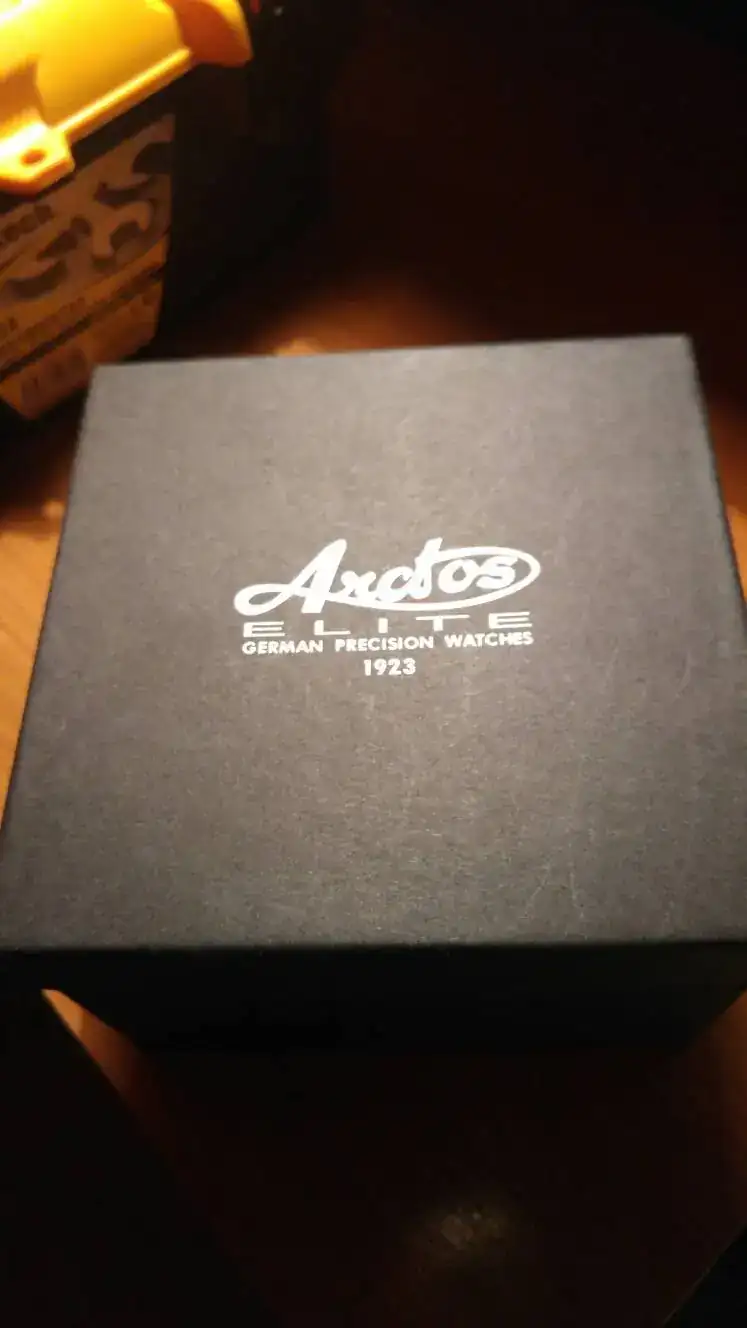 Arctos
ELITE
GERMAN PRECISION WATCHES
1923